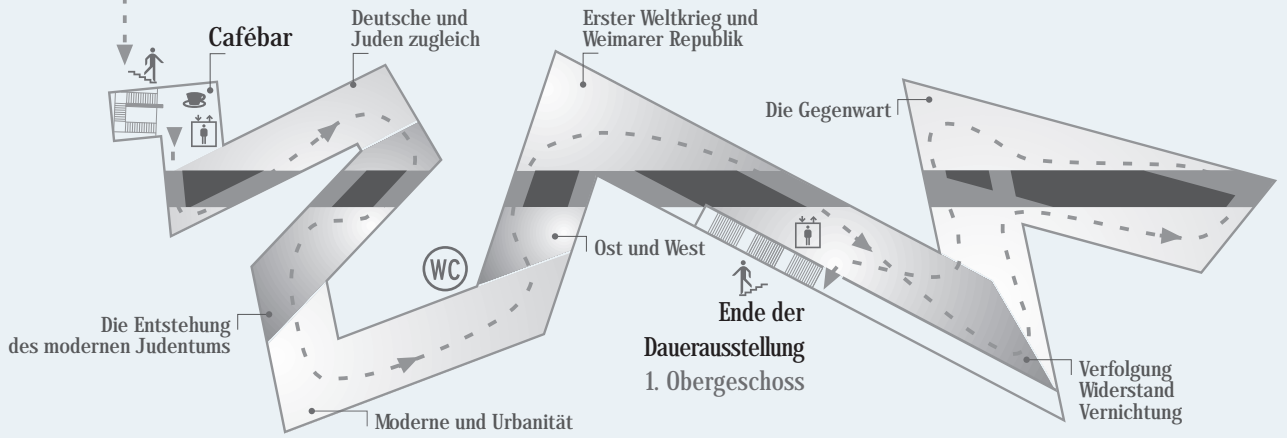 Cafébar
Deutsche und
Juden zugleich
Erster Weltkrieg und
Weimarer Republik
Die Gegenwart
Ost und West
WC
Die Entstehung
des modernen Judentums
Moderne und Urbanität
Ende der
Dauerausstellung
1. Obergeschoss
Verfolgung
Widerstand
Vernichtung